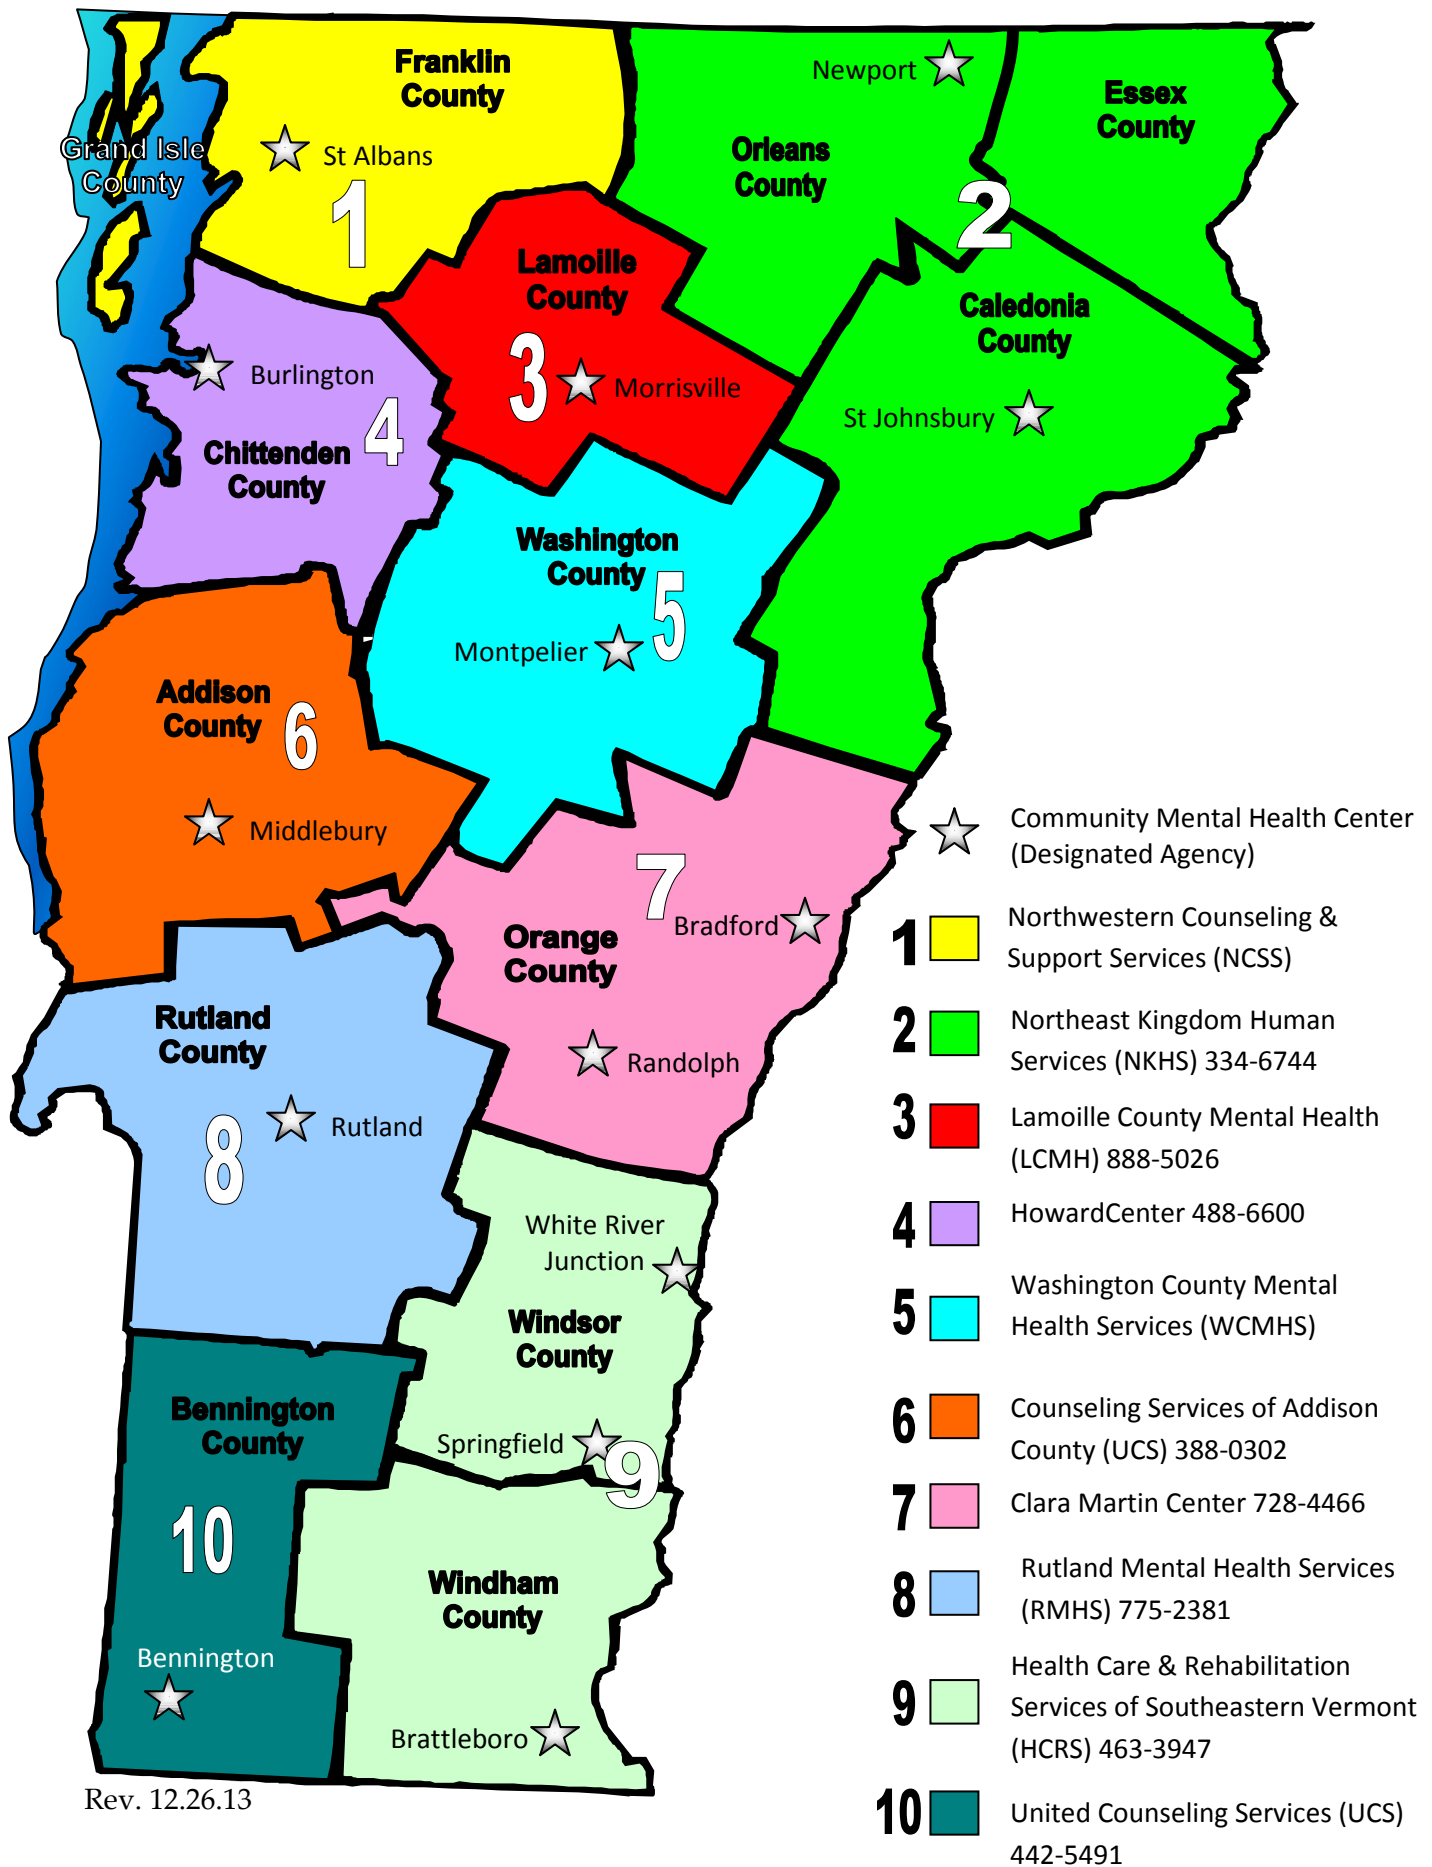 Franklin
County
Newport
Essex
County
Grand Isle
County
St Albans
Orleans
County
1
2
Lamoille
County
Caledonia
County
3
Morrisville
Burlington
4
St Johnsbury
Chittenden
County
Washington
County
5
Montpelier
Addison
County
6
Middlebury
7
Bradford
Orange
County
Randolph
Rutland
County
Rutland
8
White River
Junction
Windsor
County
Springfield
9
Bennington
County
10
Windham
County
Bennington
Brattleboro
Rev. 12.26.13
Community Mental Health Center
(Designated Agency)
1 Northwestern Counseling &
Support Services (NCSS)
2 Northeast Kingdom Human
Services (NKHS) 334-6744
3 Lamoille County Mental Health
(LCMH) 888-5026
4 HowardCenter 488-6600
5 Washington County Mental
Health Services (WCMHS)
6 Counseling Services of Addison
County (UCS) 388-0302
7 Clara Martin Center 728-4466
8 Rutland Mental Health Services
(RMHS) 775-2381
9 Health Care & Rehabilitation
Services of Southeastern Vermont
(HCRS) 463-3947
10 United Counseling Services (UCS)
442-5491